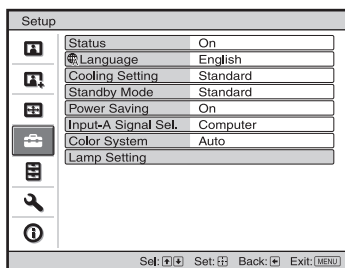 Setup
Status On
Language English
Cooling Setting Standard
Standby Mode Standard
Power Saving On
Input-A Signal Sel. Computer
Color System Auto
Lamp Setting
Sel: Set: Back: Exit: MENU